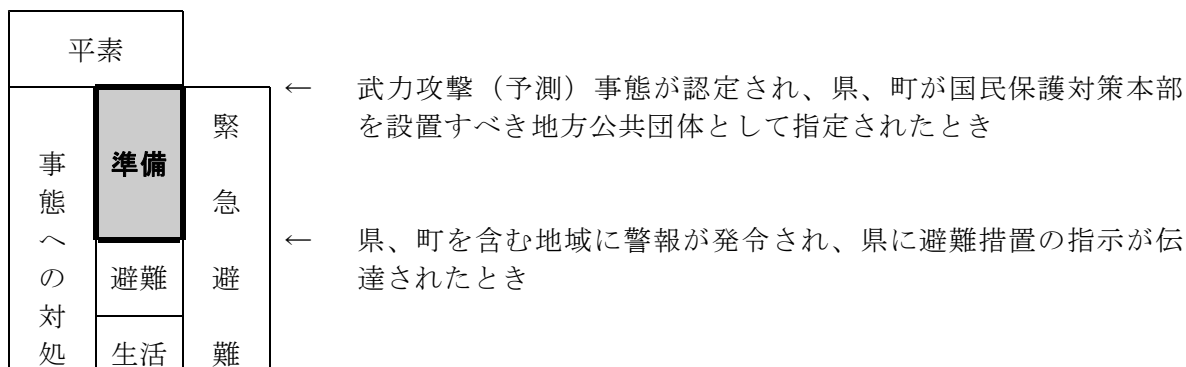 平素
← 武力攻撃（予測）事態が認定され、県、町が国民保護対策本部
を設置すべき地方公共団体として指定されたとき
事態への対処
準備
緊急避難
← 県、町を含む地域に警報が発令され、県に避難措置の指示が伝
達されたとき
避難
生活